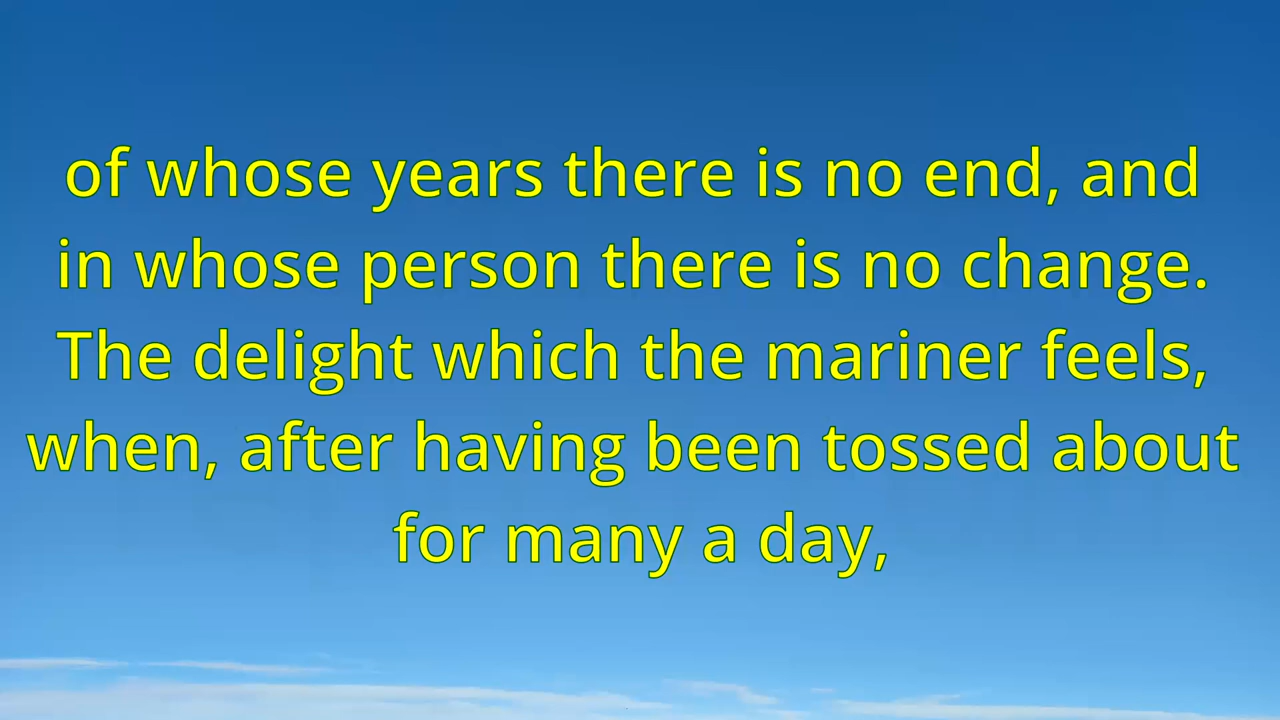 of whose years there is no end, and
in whose person there is no change.
The delight which the mariner feels,
when, after having been tossed about
for many a day,